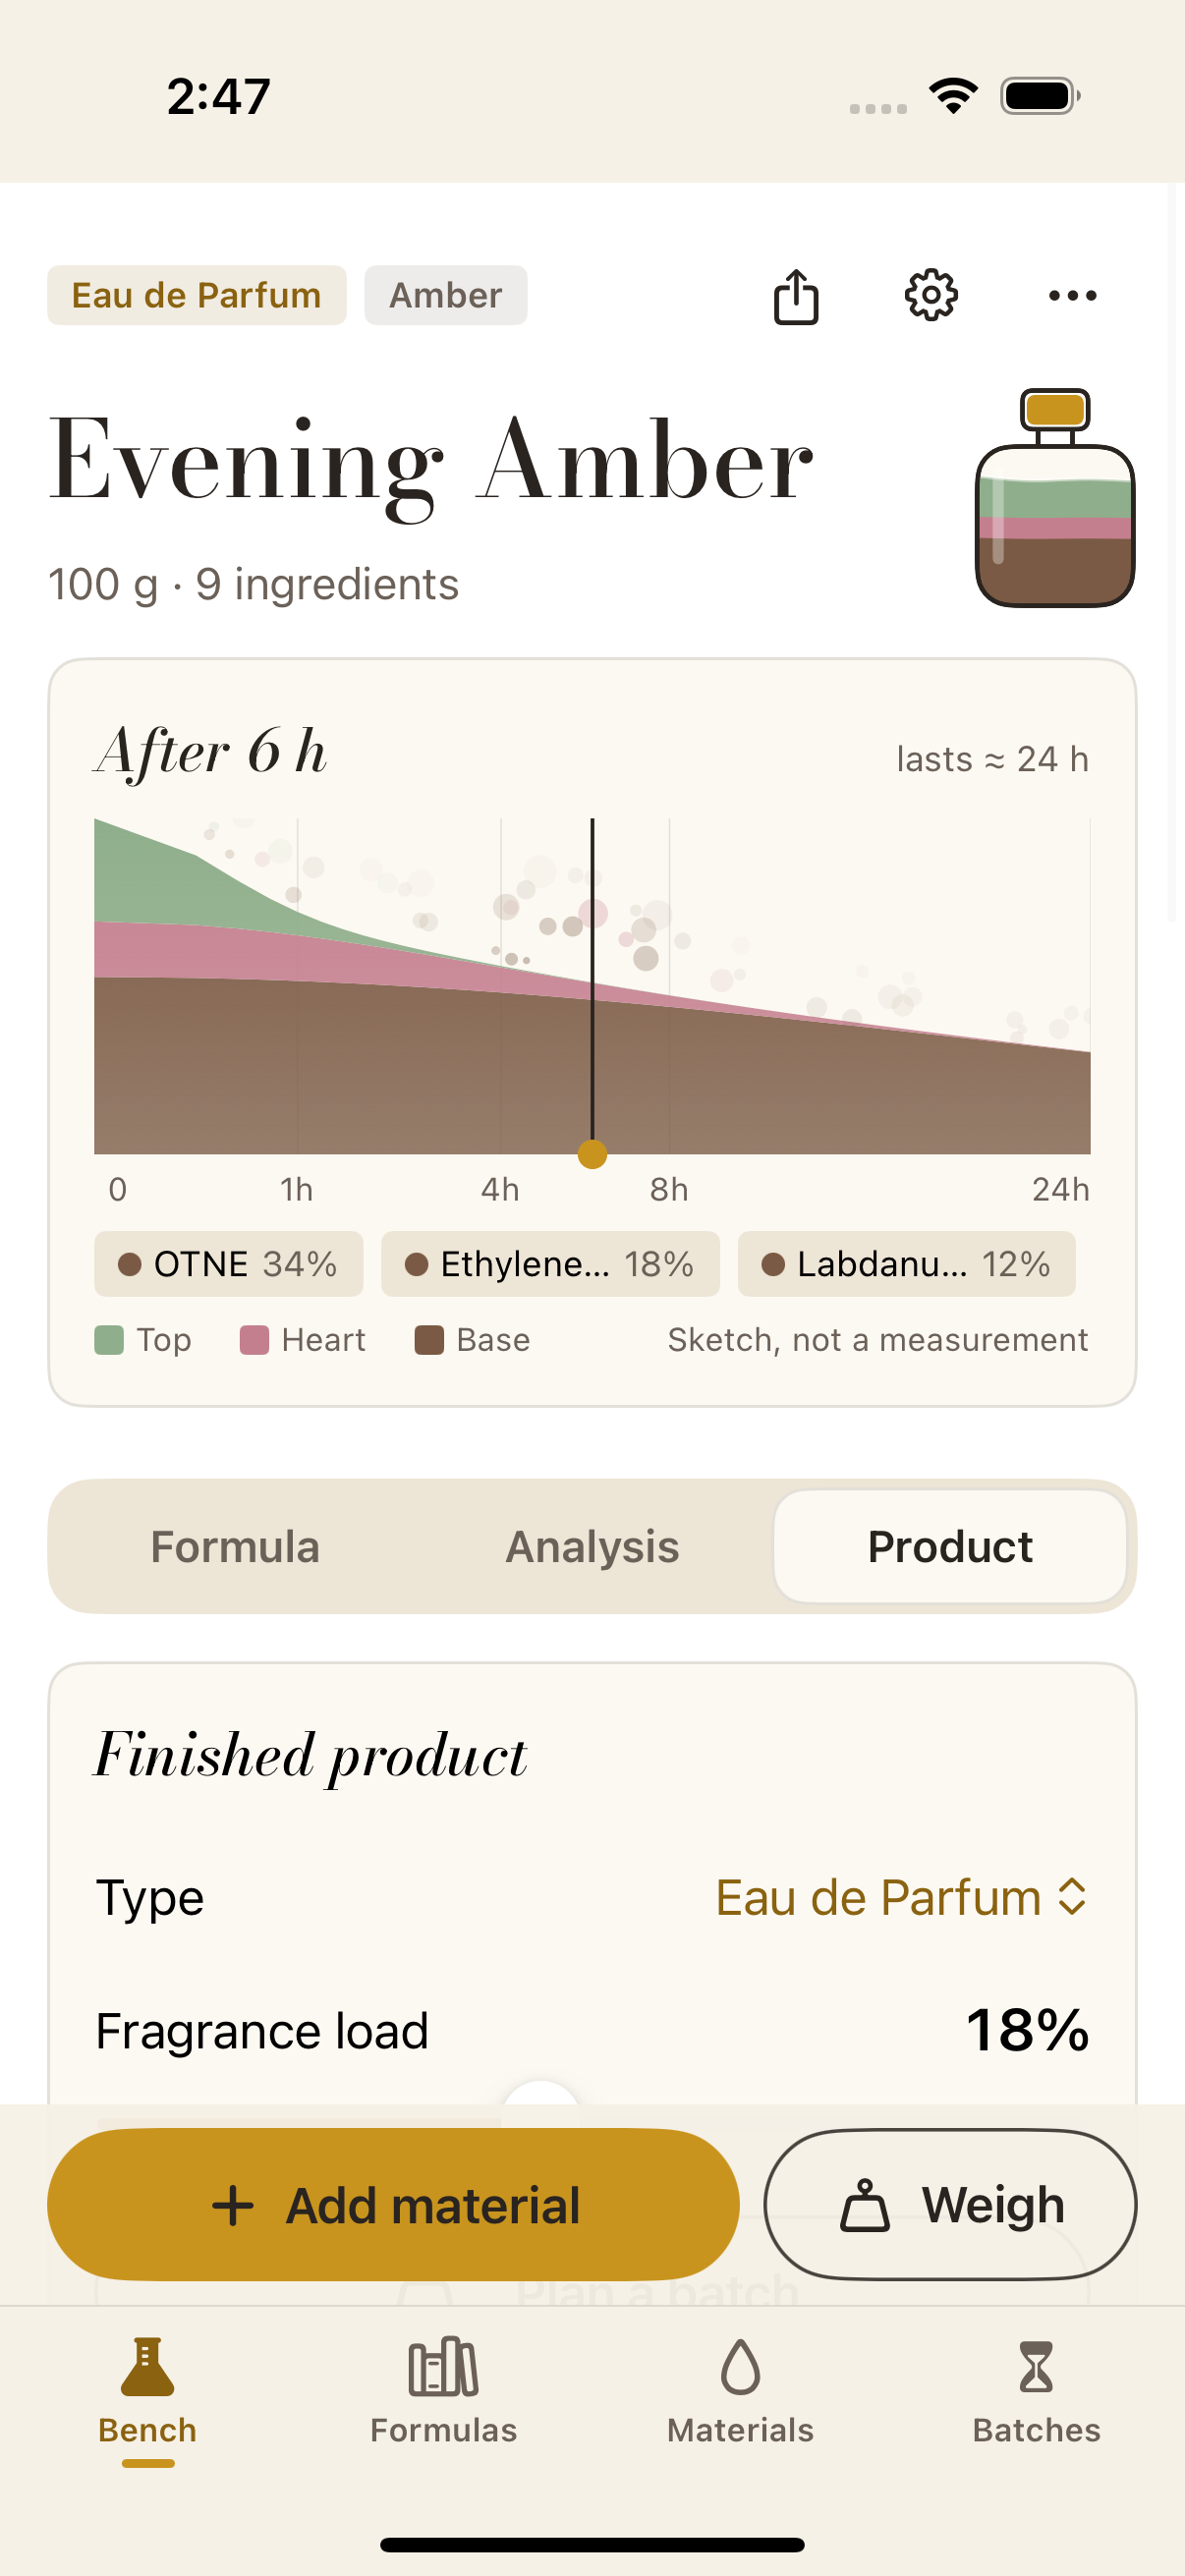 2:47
Eau de Parfum Amber
Evening Amber
100 g · 9 ingredients
After 6 h lasts ≈ 24 h
0 1h 4h 8h 24h
OTNE 34% Ethylene... 18% Labdanu... 12%
Top Heart Base Sketch, not a measurement
Formula Analysis Product
Finished product
Type Eau de Parfum
Fragrance load 18%
+ Add material Weigh
Plan a batch
Bench Formulas Materials Batches